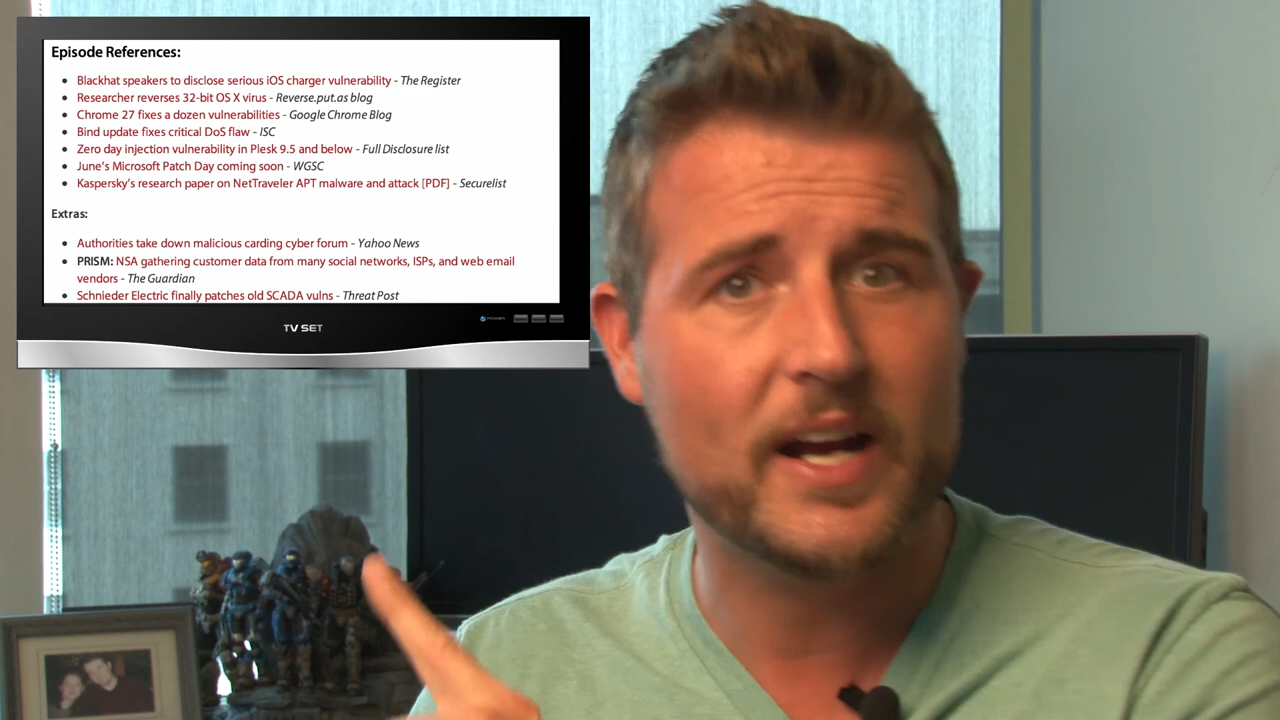 Episode References:
Blackhat speakers to disclose serious iOS charger vulnerability - The Register
Researcher reverses 32-bit OS X virus - Reverse.put.as blog
Chrome 27 fixes a dozen vulnerabilities - Google Chrome Blog
Bind update fixes critical DoS flaw - ISC
Zero day injection vulnerability in Plesk 9.5 and below - Full Disclosure list
June's Microsoft Patch Day coming soon - WGSC
Kaspersky's research paper on NetTraveler APT malware and attack [PDF] - Securelist
Extras:
Authorities take down malicious carding cyber forum - Yahoo News
PRISM: NSA gathering customer data from many social networks, ISPs, and web email
vendors - The Guardian
Schnieder Electric finally patches old SCADA vulns - Threat Post
POWER
TV SET